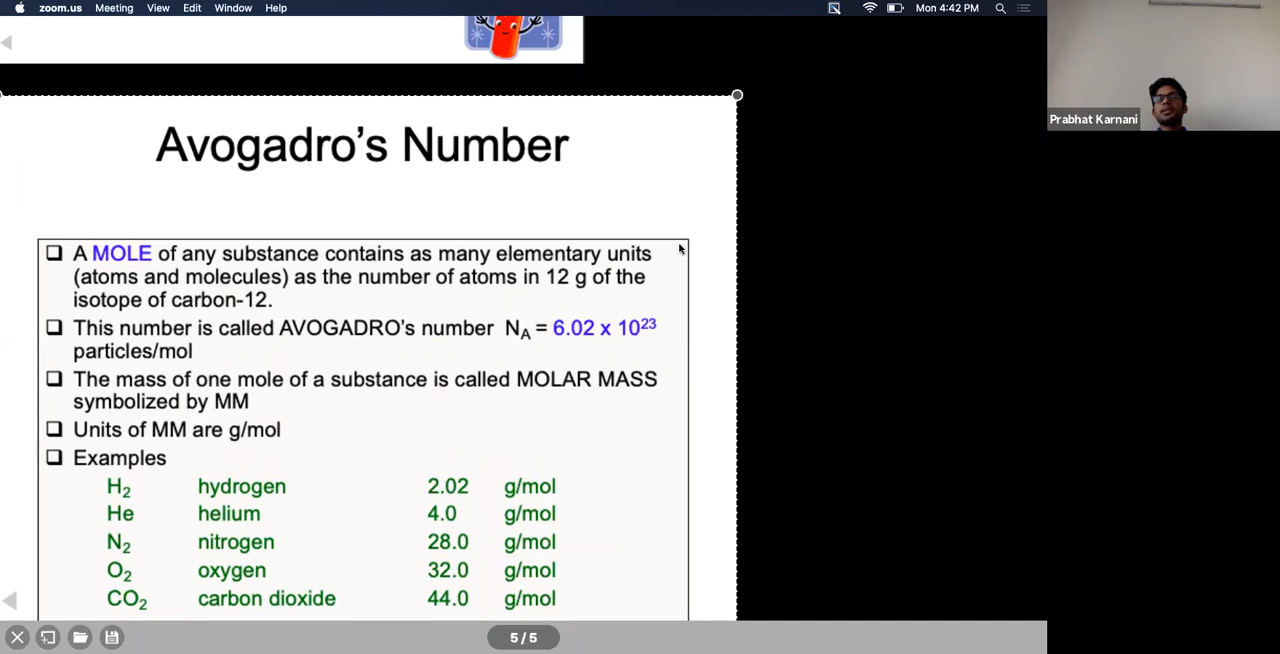 zoom.us Meeting View Edit Window Help Mon 4:42 PM
Prabhat Karnani
Avogadro’s Number
❑ A MOLE of any substance contains as many elementary units
(atoms and molecules) as the number of atoms in 12 g of the
isotope of carbon-12.
❑ This number is called AVOGADRO’s number N_A = 6.02 x 10²³
particles/mol
❑ The mass of one mole of a substance is called MOLAR MASS
symbolized by MM
❑ Units of MM are g/mol
❑ Examples
H₂ hydrogen 2.02 g/mol
He helium 4.0 g/mol
N₂ nitrogen 28.0 g/mol
O₂ oxygen 32.0 g/mol
CO₂ carbon dioxide 44.0 g/mol
5 / 5